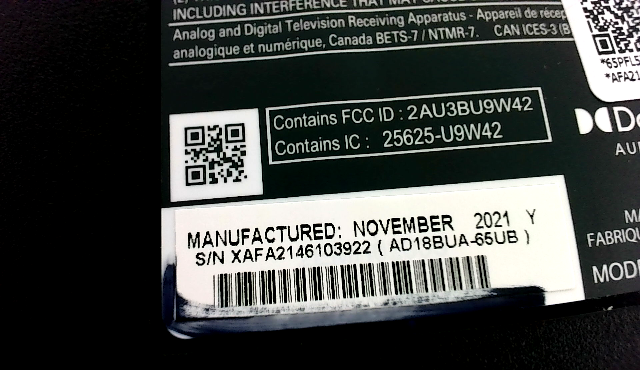 INCLUDING INTERFERENCE THAT MAY CAUSE
Analog and Digital Television Receiving Apparatus - Appareil de
analogique et numérique, Canada BETS-7 / NTMR-7. CAN ICES-3 (B
*65PFL5
*AFA21
Contains FCC ID : 2AU3BU9W42
Contains IC : 25625-U9W42
MANUFACTURED: NOVEMBER 2021 Y
S/N XAFA2146103922 ( AD18BUA-65UB )